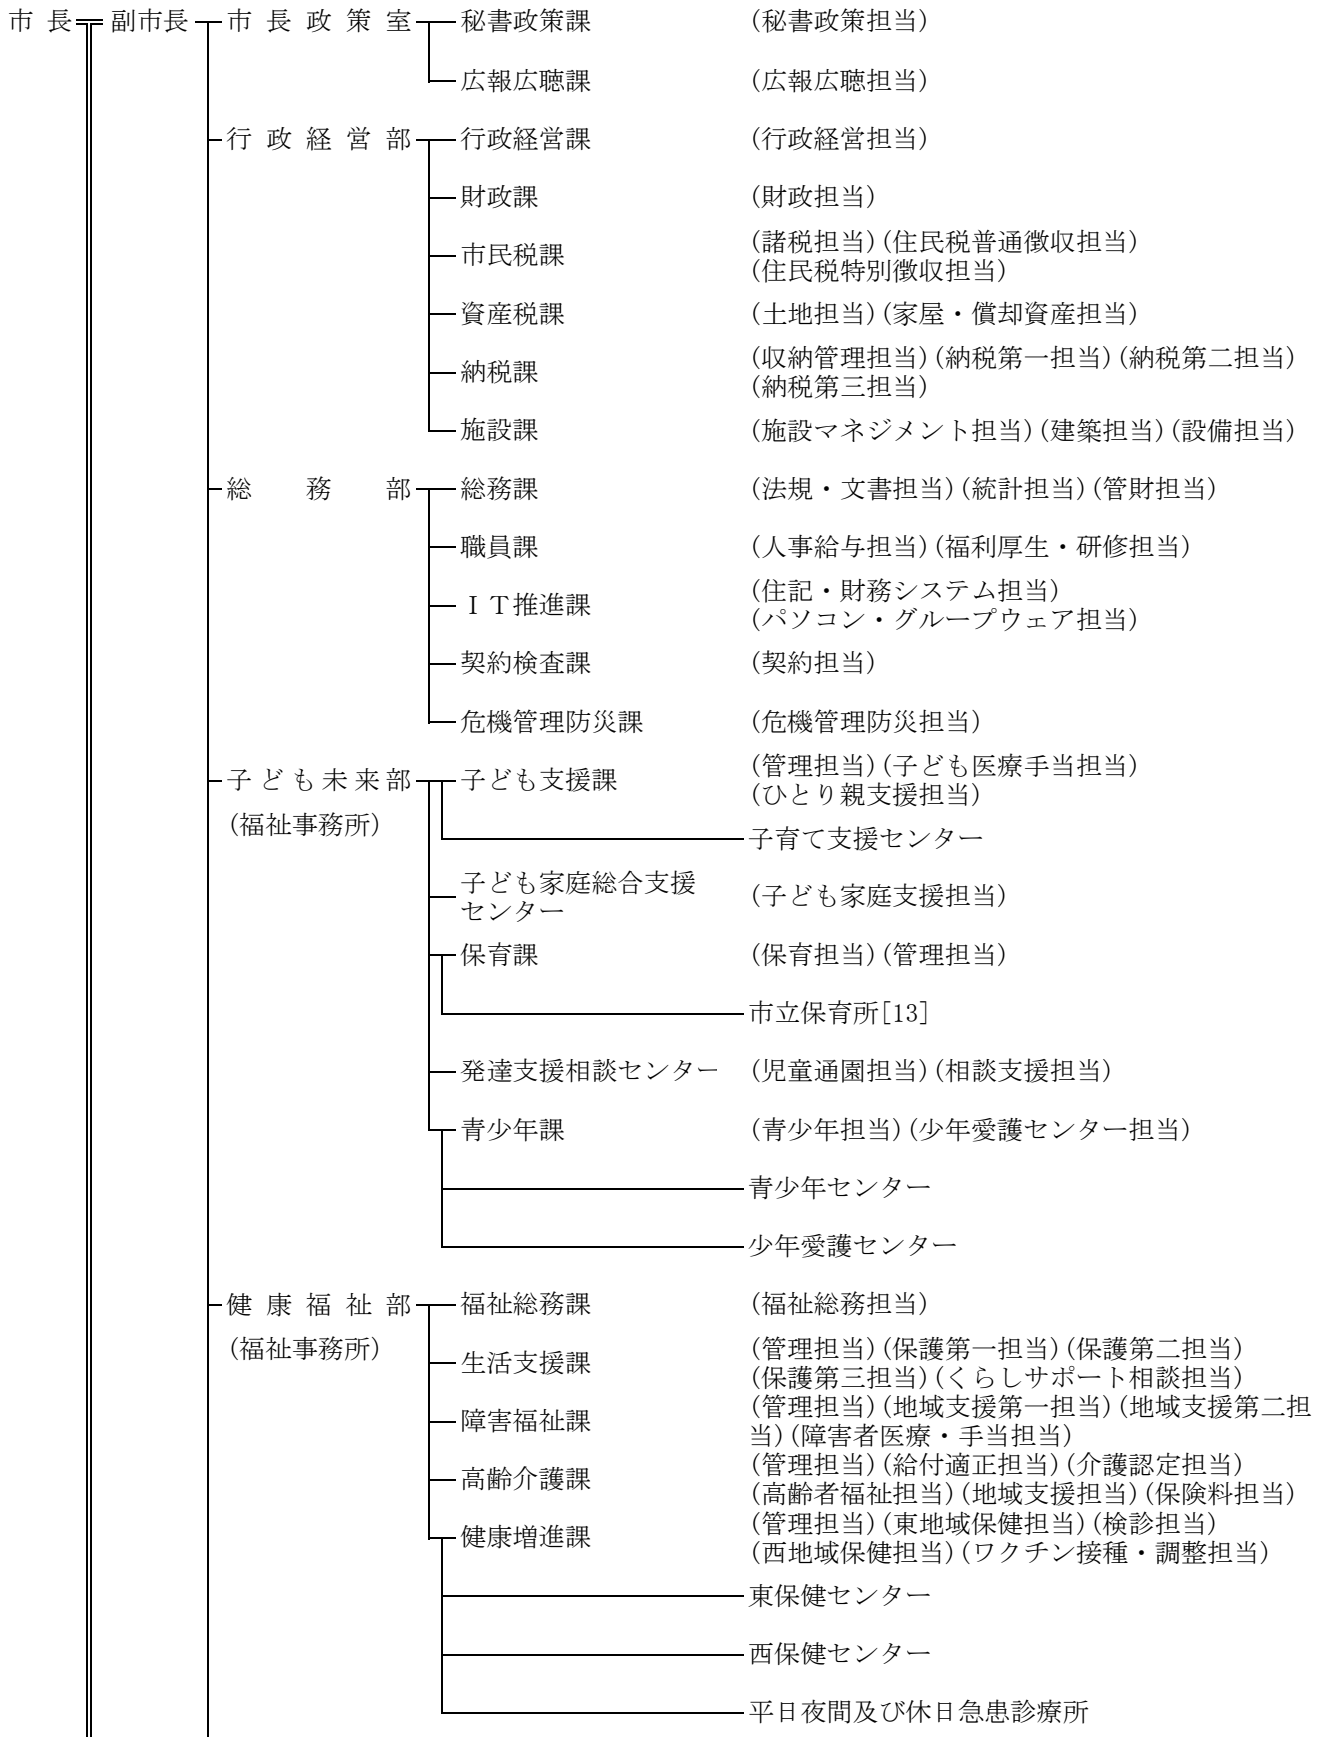 市長 副市長 市長政策室 秘書政策課 (秘書政策担当)
広報広聴課 (広報広聴担当)
行政経営部 行政経営課 (行政経営担当)
財政課 (財政担当)
市民税課 (諸税担当)(住民税普通徴収担当)
(住民税特別徴収担当)
資産税課 (土地担当)(家屋・償却資産担当)
納税課 (収納管理担当)(納税第一担当)(納税第二担当)
(納税第三担当)
施設課 (施設マネジメント担当)(建築担当)(設備担当)
総務部 総務課 (法規・文書担当)(統計担当)(管財担当)
職員課 (人事給与担当)(福利厚生・研修担当)
ＩＴ推進課 (住記・財務システム担当)
(パソコン・グループウェア担当)
契約検査課 (契約担当)
危機管理防災課 (危機管理防災担当)
子ども未来部 子ども支援課 (管理担当)(子ども医療手当担当)
(ひとり親支援担当)
(福祉事務所)
子育て支援センター
子ども家庭総合支援
センター (子ども家庭支援担当)
保育課 (保育担当)(管理担当)
市立保育所[13]
発達支援相談センター (児童通園担当)(相談支援担当)
青少年課 (青少年担当)(少年愛護センター担当)
青少年センター
少年愛護センター
健康福祉部 福祉総務課 (福祉総務担当)
(福祉事務所)
生活支援課 (管理担当)(保護第一担当)(保護第二担当)
(保護第三担当)(くらしサポート相談担当)
障害福祉課 (管理担当)(地域支援第一担当)(地域支援第二担
当)(障害者医療・手当担当)
高齢介護課 (管理担当)(給付適正担当)(介護認定担当)
(高齢者福祉担当)(地域支援担当)(保険料担当)
健康増進課 (管理担当)(東地域保健担当)(検診担当)
(西地域保健担当)(ワクチン接種・調整担当)
東保健センター
西保健センター
平日夜間及び休日急患診療所